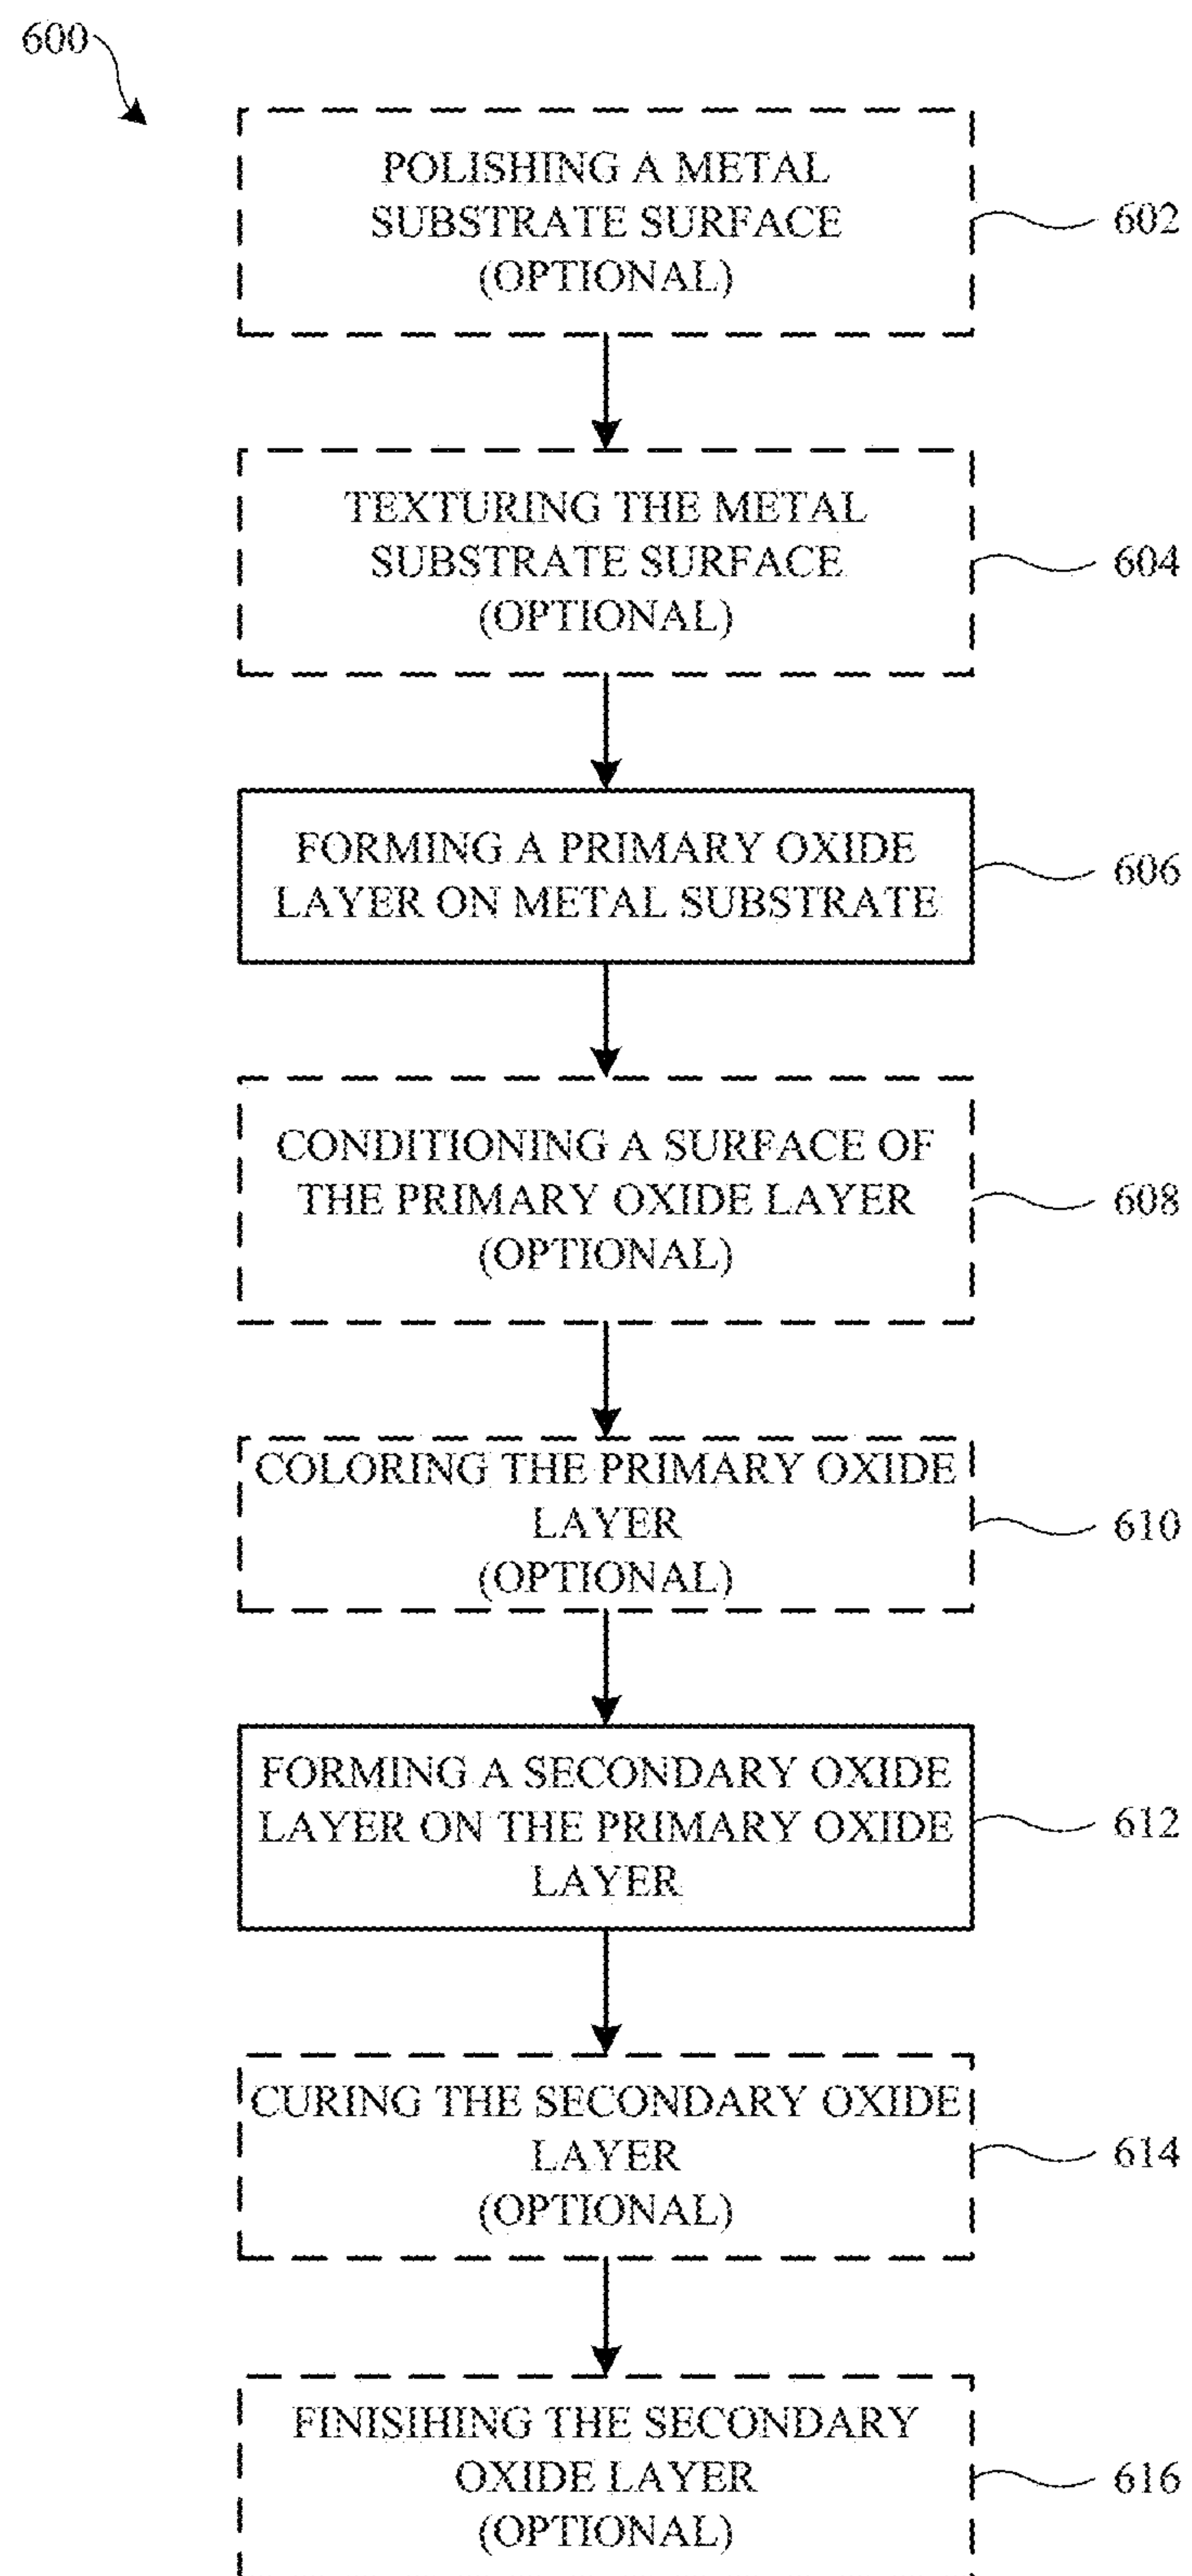 600
POLISHING A METAL
SUBSTRATE SURFACE
(OPTIONAL)
602
TEXTURING THE METAL
SUBSTRATE SURFACE
(OPTIONAL)
604
FORMING A PRIMARY OXIDE
LAYER ON METAL SUBSTRATE
606
CONDITIONING A SURFACE OF
THE PRIMARY OXIDE LAYER
(OPTIONAL)
608
COLORING THE PRIMARY OXIDE
LAYER
(OPTIONAL)
610
FORMING A SECONDARY OXIDE
LAYER ON THE PRIMARY OXIDE
LAYER
612
CURING THE SECONDARY OXIDE
LAYER
(OPTIONAL)
614
FINISIHING THE SECONDARY
OXIDE LAYER
(OPTIONAL)
616